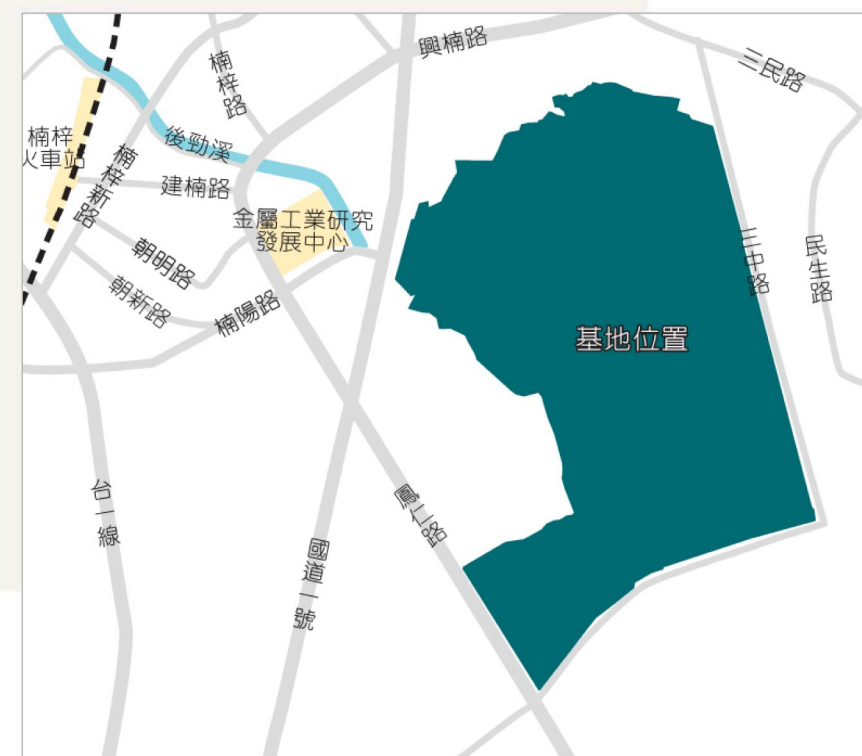 興楠路
三民路
楠梓路
後勁溪
楠梓
火車站
楠梓新路
建楠路
金屬工業研究
發展中心
朝明路
朝新路
楠陽路
三中路
民生路
基地位置
鳳仁路
台一線
國道一號